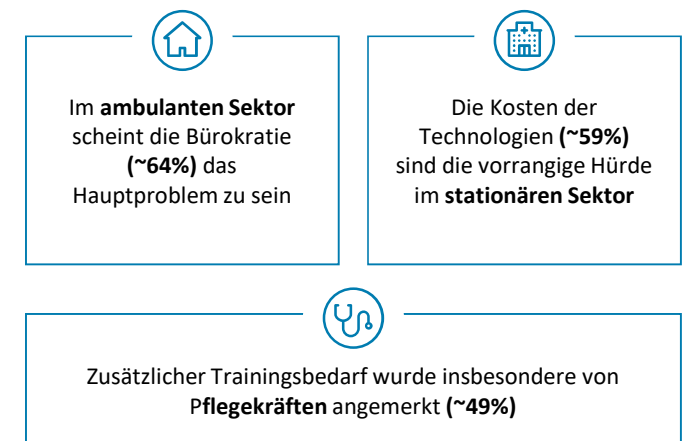 Im ambulanten Sektor
scheint die Bürokratie
(~64%) das
Hauptproblem zu sein
Die Kosten der
Technologien (~59%)
sind die vorrangige Hürde
im stationären Sektor
Zusätzlicher Trainingsbedarf wurde insbesondere von
Pflegekräften angemerkt (~49%)